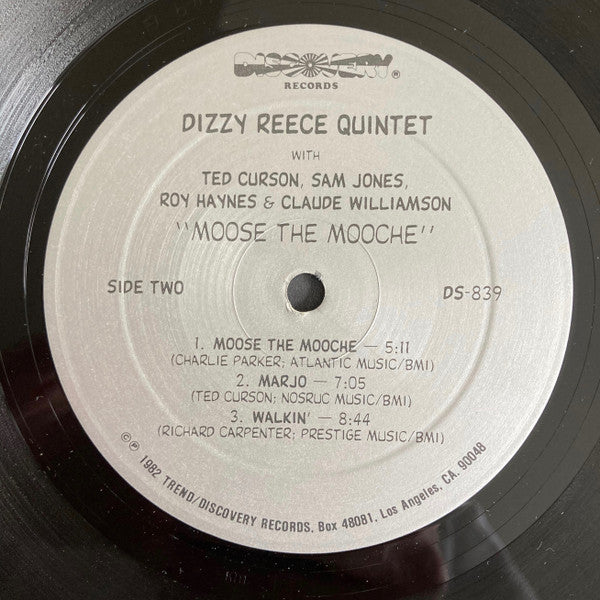 DISCOVERY®
RECORDS
DIZZY REECE QUINTET
WITH
TED CURSON, SAM JONES,
ROY HAYNES & CLAUDE WILLIAMSON
"MOOSE THE MOOCHE"
SIDE TWO
DS-839
1. MOOSE THE MOOCHE — 5:11
(CHARLIE PARKER; ATLANTIC MUSIC/BMI)
2. MARJO — 7:05
(TED CURSON; NOSRUC MUSIC/BMI)
3. WALKIN' — 8:44
(RICHARD CARPENTER; PRESTIGE MUSIC/BMI)
©℗ 1982 TREND/DISCOVERY RECORDS, Box 48081, Los Angeles, CA. 90048